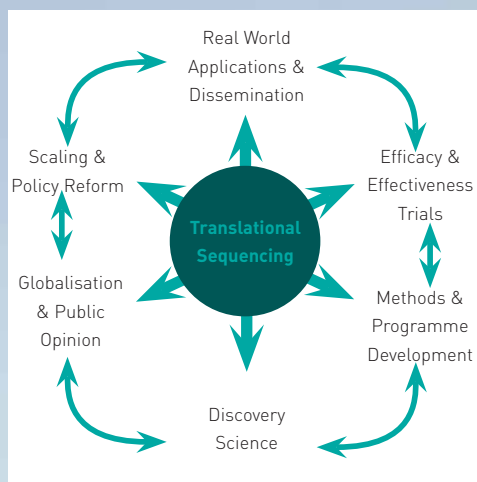 Real World
Applications &
Dissemination
Scaling &
Policy Reform
Efficacy &
Effectiveness
Trials
Translational
Sequencing
Globalisation
& Public
Opinion
Methods &
Programme
Development
Discovery
Science